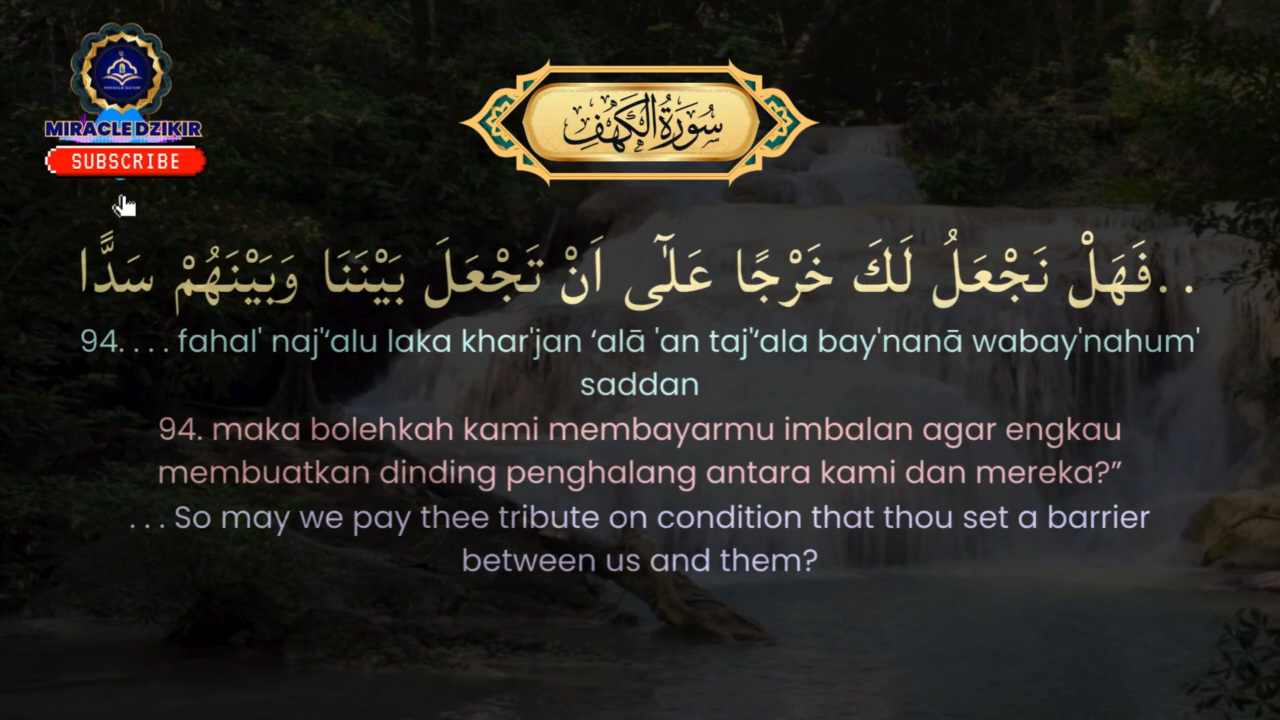 MIRACLE DZIKIR
SUBSCRIBE
سُورَةُ الْكَهْفِ
..فَهَلْ نَجْعَلُ لَكَ خَرْجًا عَلٰٓى اَنْ تَجْعَلَ بَيْنَنَا وَبَيْنَهُمْ سَدًّا
94. . . . fahal' naj'‘alu laka khar'jan ‘alā 'an taj'‘ala bay'nanā wabay'nahum'
saddan
94. maka bolehkah kami membayarmu imbalan agar engkau
membuatkan dinding penghalang antara kami dan mereka?”
. . . So may we pay thee tribute on condition that thou set a barrier
between us and them?